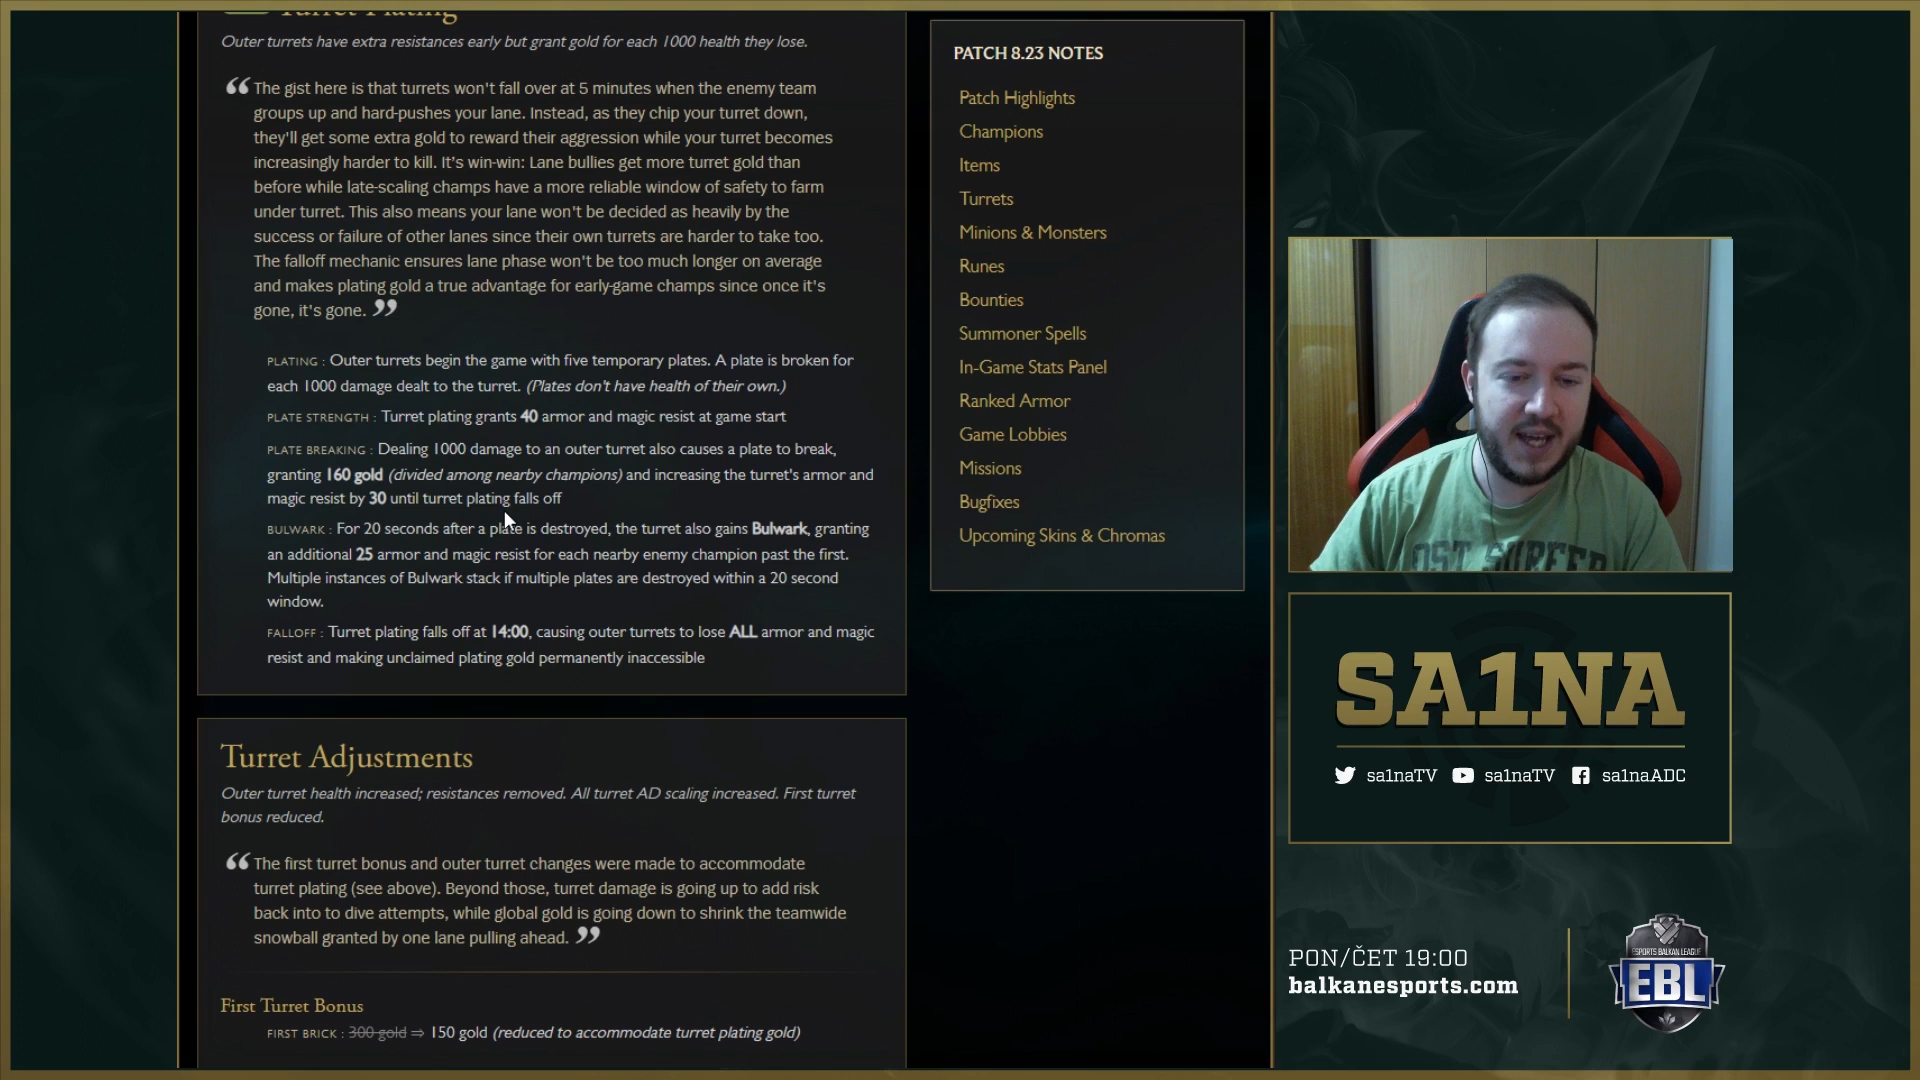 Turret Plating
Outer turrets have extra resistances early but grant gold for each 1000 health they lose.
“ The gist here is that turrets won't fall over at 5 minutes when the enemy team
groups up and hard-pushes your lane. Instead, as they chip your turret down,
they'll get some extra gold to reward their aggression while your turret becomes
increasingly harder to kill. It's win-win: Lane bullies get more turret gold than
before while late-scaling champs have a more reliable window of safety to farm
under turret. This also means your lane won't be decided as heavily by the
success or failure of other lanes since their own turrets are harder to take too.
The falloff mechanic ensures lane phase won't be too much longer on average
and makes plating gold a true advantage for early-game champs since once it's
gone, it's gone. ”
PLATING : Outer turrets begin the game with five temporary plates. A plate is broken for
each 1000 damage dealt to the turret. (Plates don't have health of their own.)
PLATE STRENGTH : Turret plating grants 40 armor and magic resist at game start
PLATE BREAKING : Dealing 1000 damage to an outer turret also causes a plate to break,
granting 160 gold (divided among nearby champions) and increasing the turret's armor and
magic resist by 30 until turret plating falls off
BULWARK : For 20 seconds after a plate is destroyed, the turret also gains Bulwark, granting
an additional 25 armor and magic resist for each nearby enemy champion past the first.
Multiple instances of Bulwark stack if multiple plates are destroyed within a 20 second
window.
FALLOFF : Turret plating falls off at 14:00, causing outer turrets to lose ALL armor and magic
resist and making unclaimed plating gold permanently inaccessible
Turret Adjustments
Outer turret health increased; resistances removed. All turret AD scaling increased. First turret
bonus reduced.
“ The first turret bonus and outer turret changes were made to accommodate
turret plating (see above). Beyond those, turret damage is going up to add risk
back into to dive attempts, while global gold is going down to shrink the teamwide
snowball granted by one lane pulling ahead. ”
First Turret Bonus
FIRST BRICK : 300 gold ⇒ 150 gold (reduced to accommodate turret plating gold)
PATCH 8.23 NOTES
Patch Highlights
Champions
Items
Turrets
Minions & Monsters
Runes
Bounties
Summoner Spells
In-Game Stats Panel
Ranked Armor
Game Lobbies
Missions
Bugfixes
Upcoming Skins & Chromas
OST SURFER
SA1NA
sa1naTV sa1naTV sa1naADC
PON/ČET 19:00
balkanesports.com
ESPORTS BALKAN LEAGUE
EBL